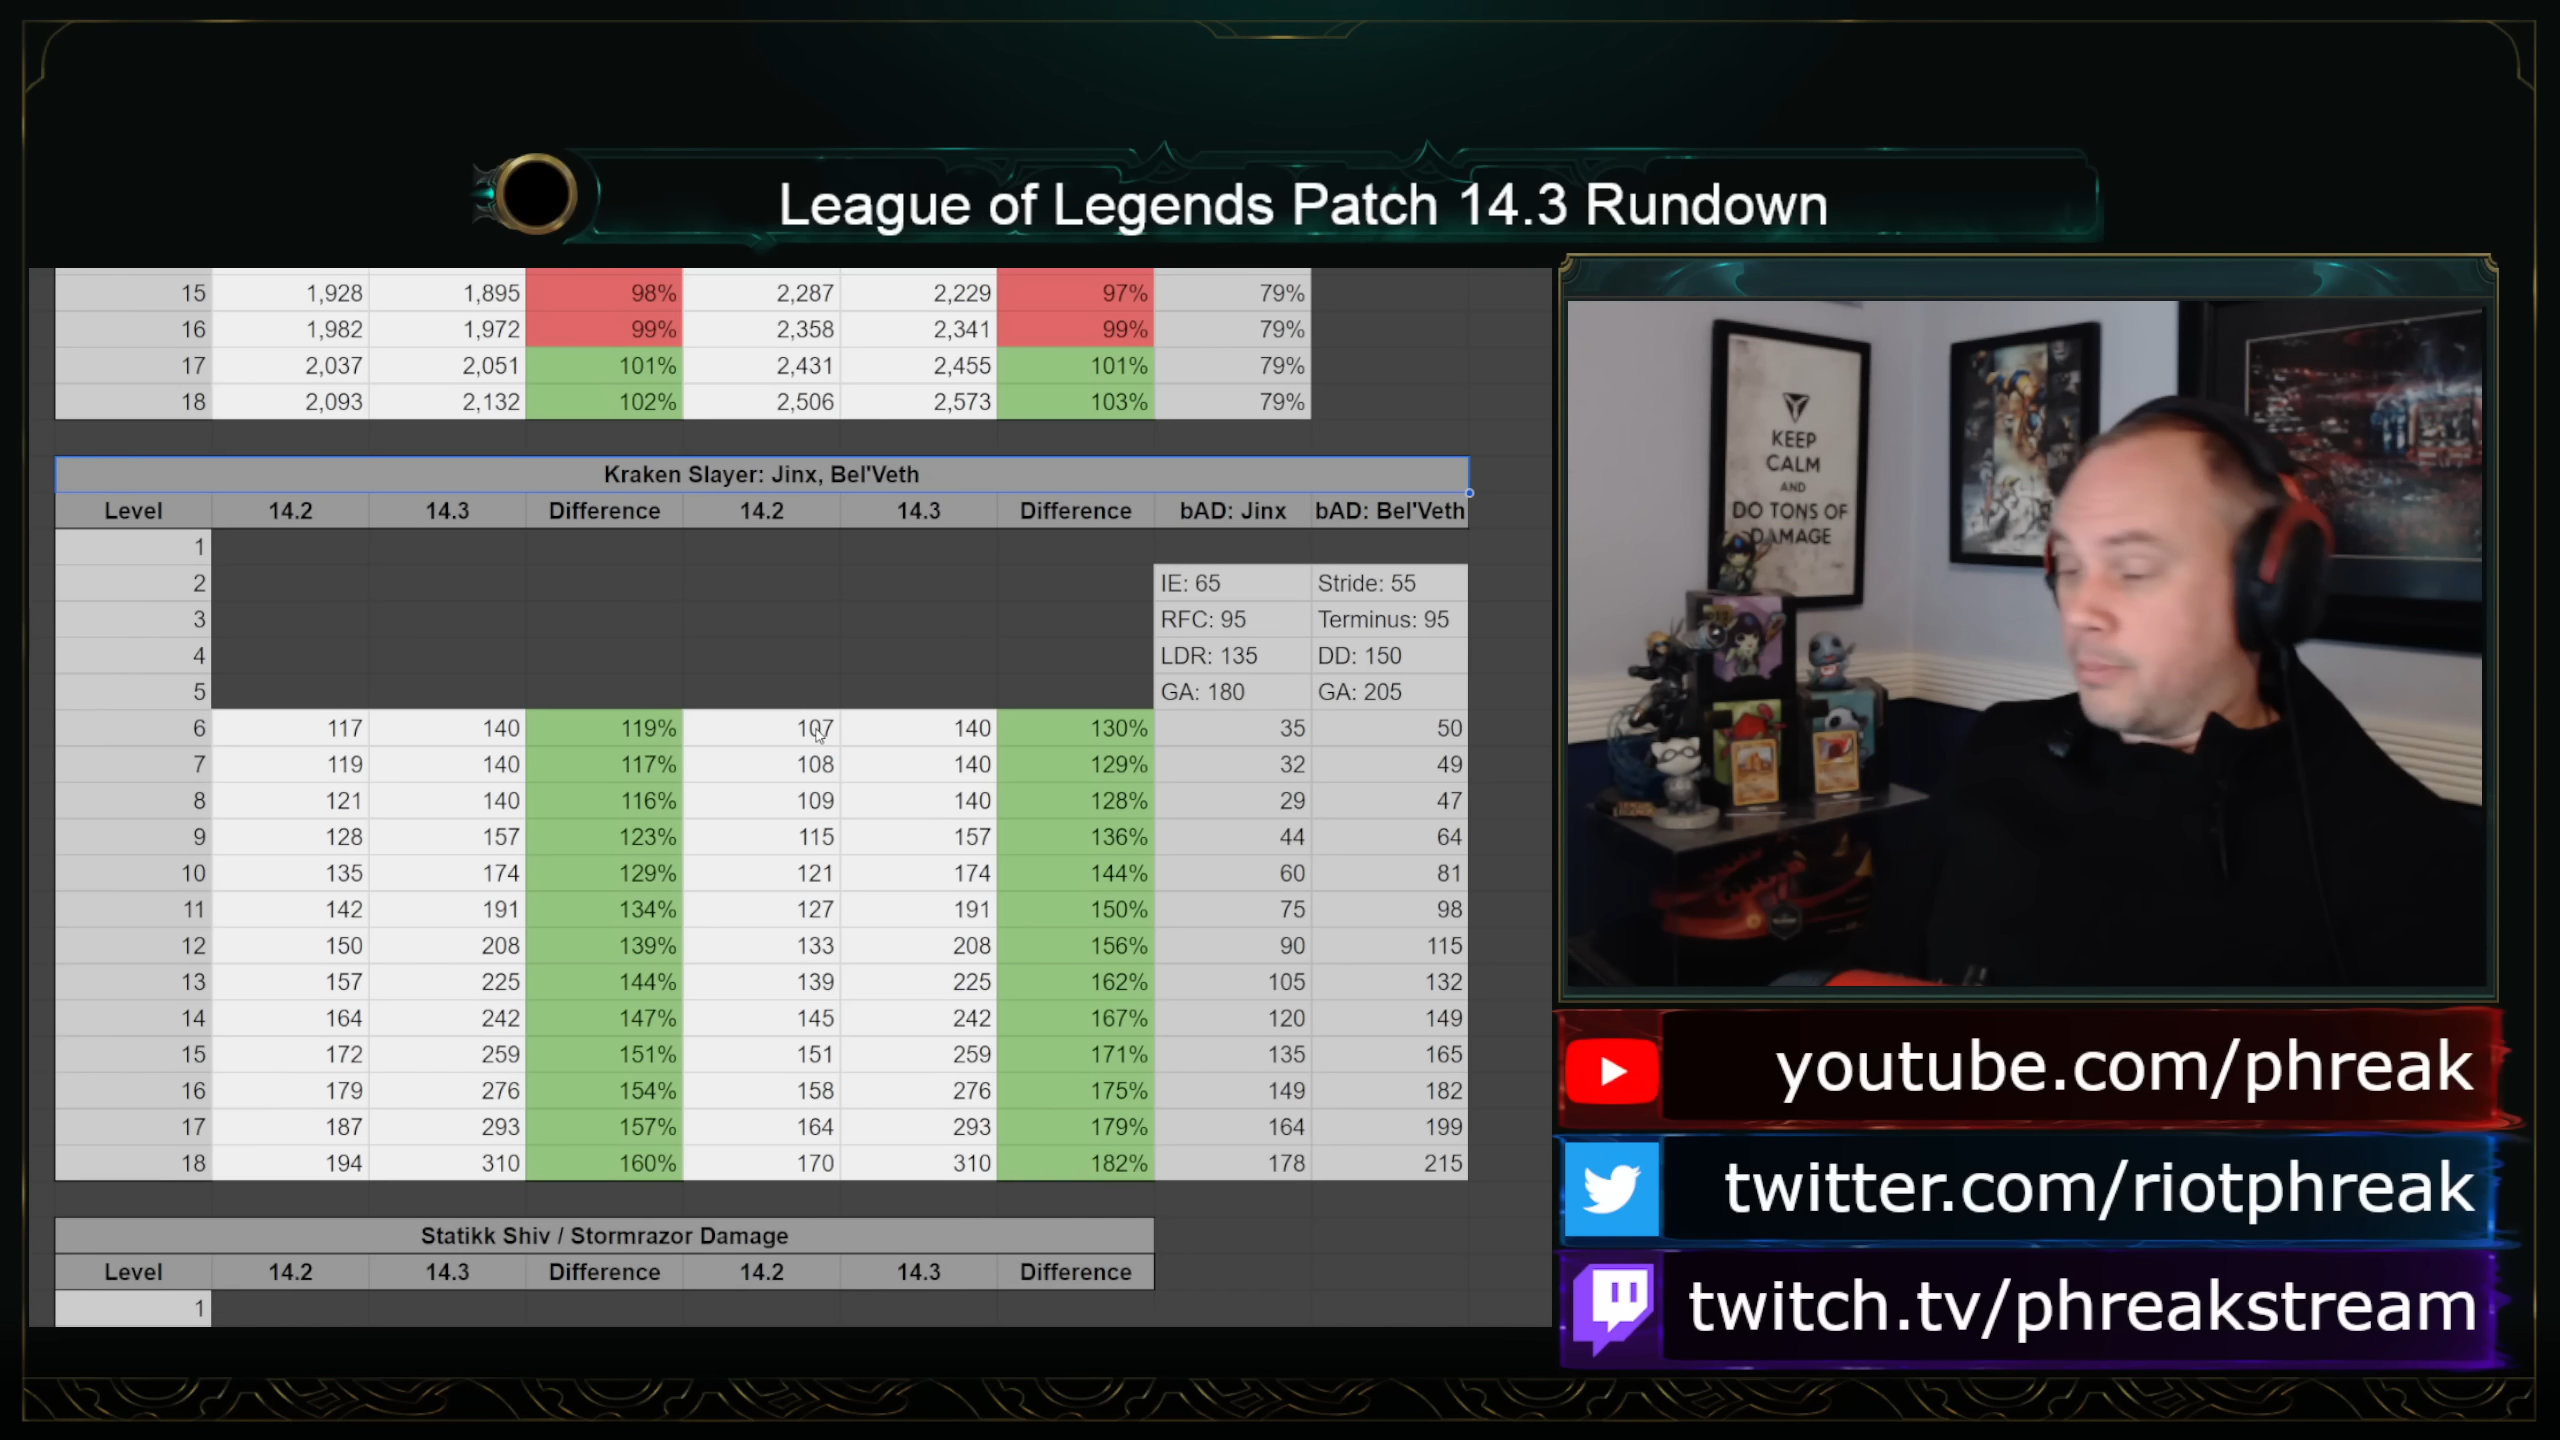 League of Legends Patch 14.3 Rundown
15 1,928 1,895 98% 2,287 2,229 97% 79%
16 1,982 1,972 99% 2,358 2,341 99% 79%
17 2,037 2,051 101% 2,431 2,455 101% 79%
18 2,093 2,132 102% 2,506 2,573 103% 79%
Kraken Slayer: Jinx, Bel'Veth
Level 14.2 14.3 Difference 14.2 14.3 Difference bAD: Jinx bAD: Bel'Veth
1
2 IE: 65 Stride: 55
3 RFC: 95 Terminus: 95
4 LDR: 135 DD: 150
5 GA: 180 GA: 205
6 117 140 119% 107 140 130% 35 50
7 119 140 117% 108 140 129% 32 49
8 121 140 116% 109 140 128% 29 47
9 128 157 123% 115 157 136% 44 64
10 135 174 129% 121 174 144% 60 81
11 142 191 134% 127 191 150% 75 98
12 150 208 139% 133 208 156% 90 115
13 157 225 144% 139 225 162% 105 132
14 164 242 147% 145 242 167% 120 149
15 172 259 151% 151 259 171% 135 165
16 179 276 154% 158 276 175% 149 182
17 187 293 157% 164 293 179% 164 199
18 194 310 160% 170 310 182% 178 215
Statikk Shiv / Stormrazor Damage
Level 14.2 14.3 Difference 14.2 14.3 Difference
1
KEEP
CALM
AND
DO TONS OF
DAMAGE
youtube.com/phreak
twitter.com/riotphreak
twitch.tv/phreakstream